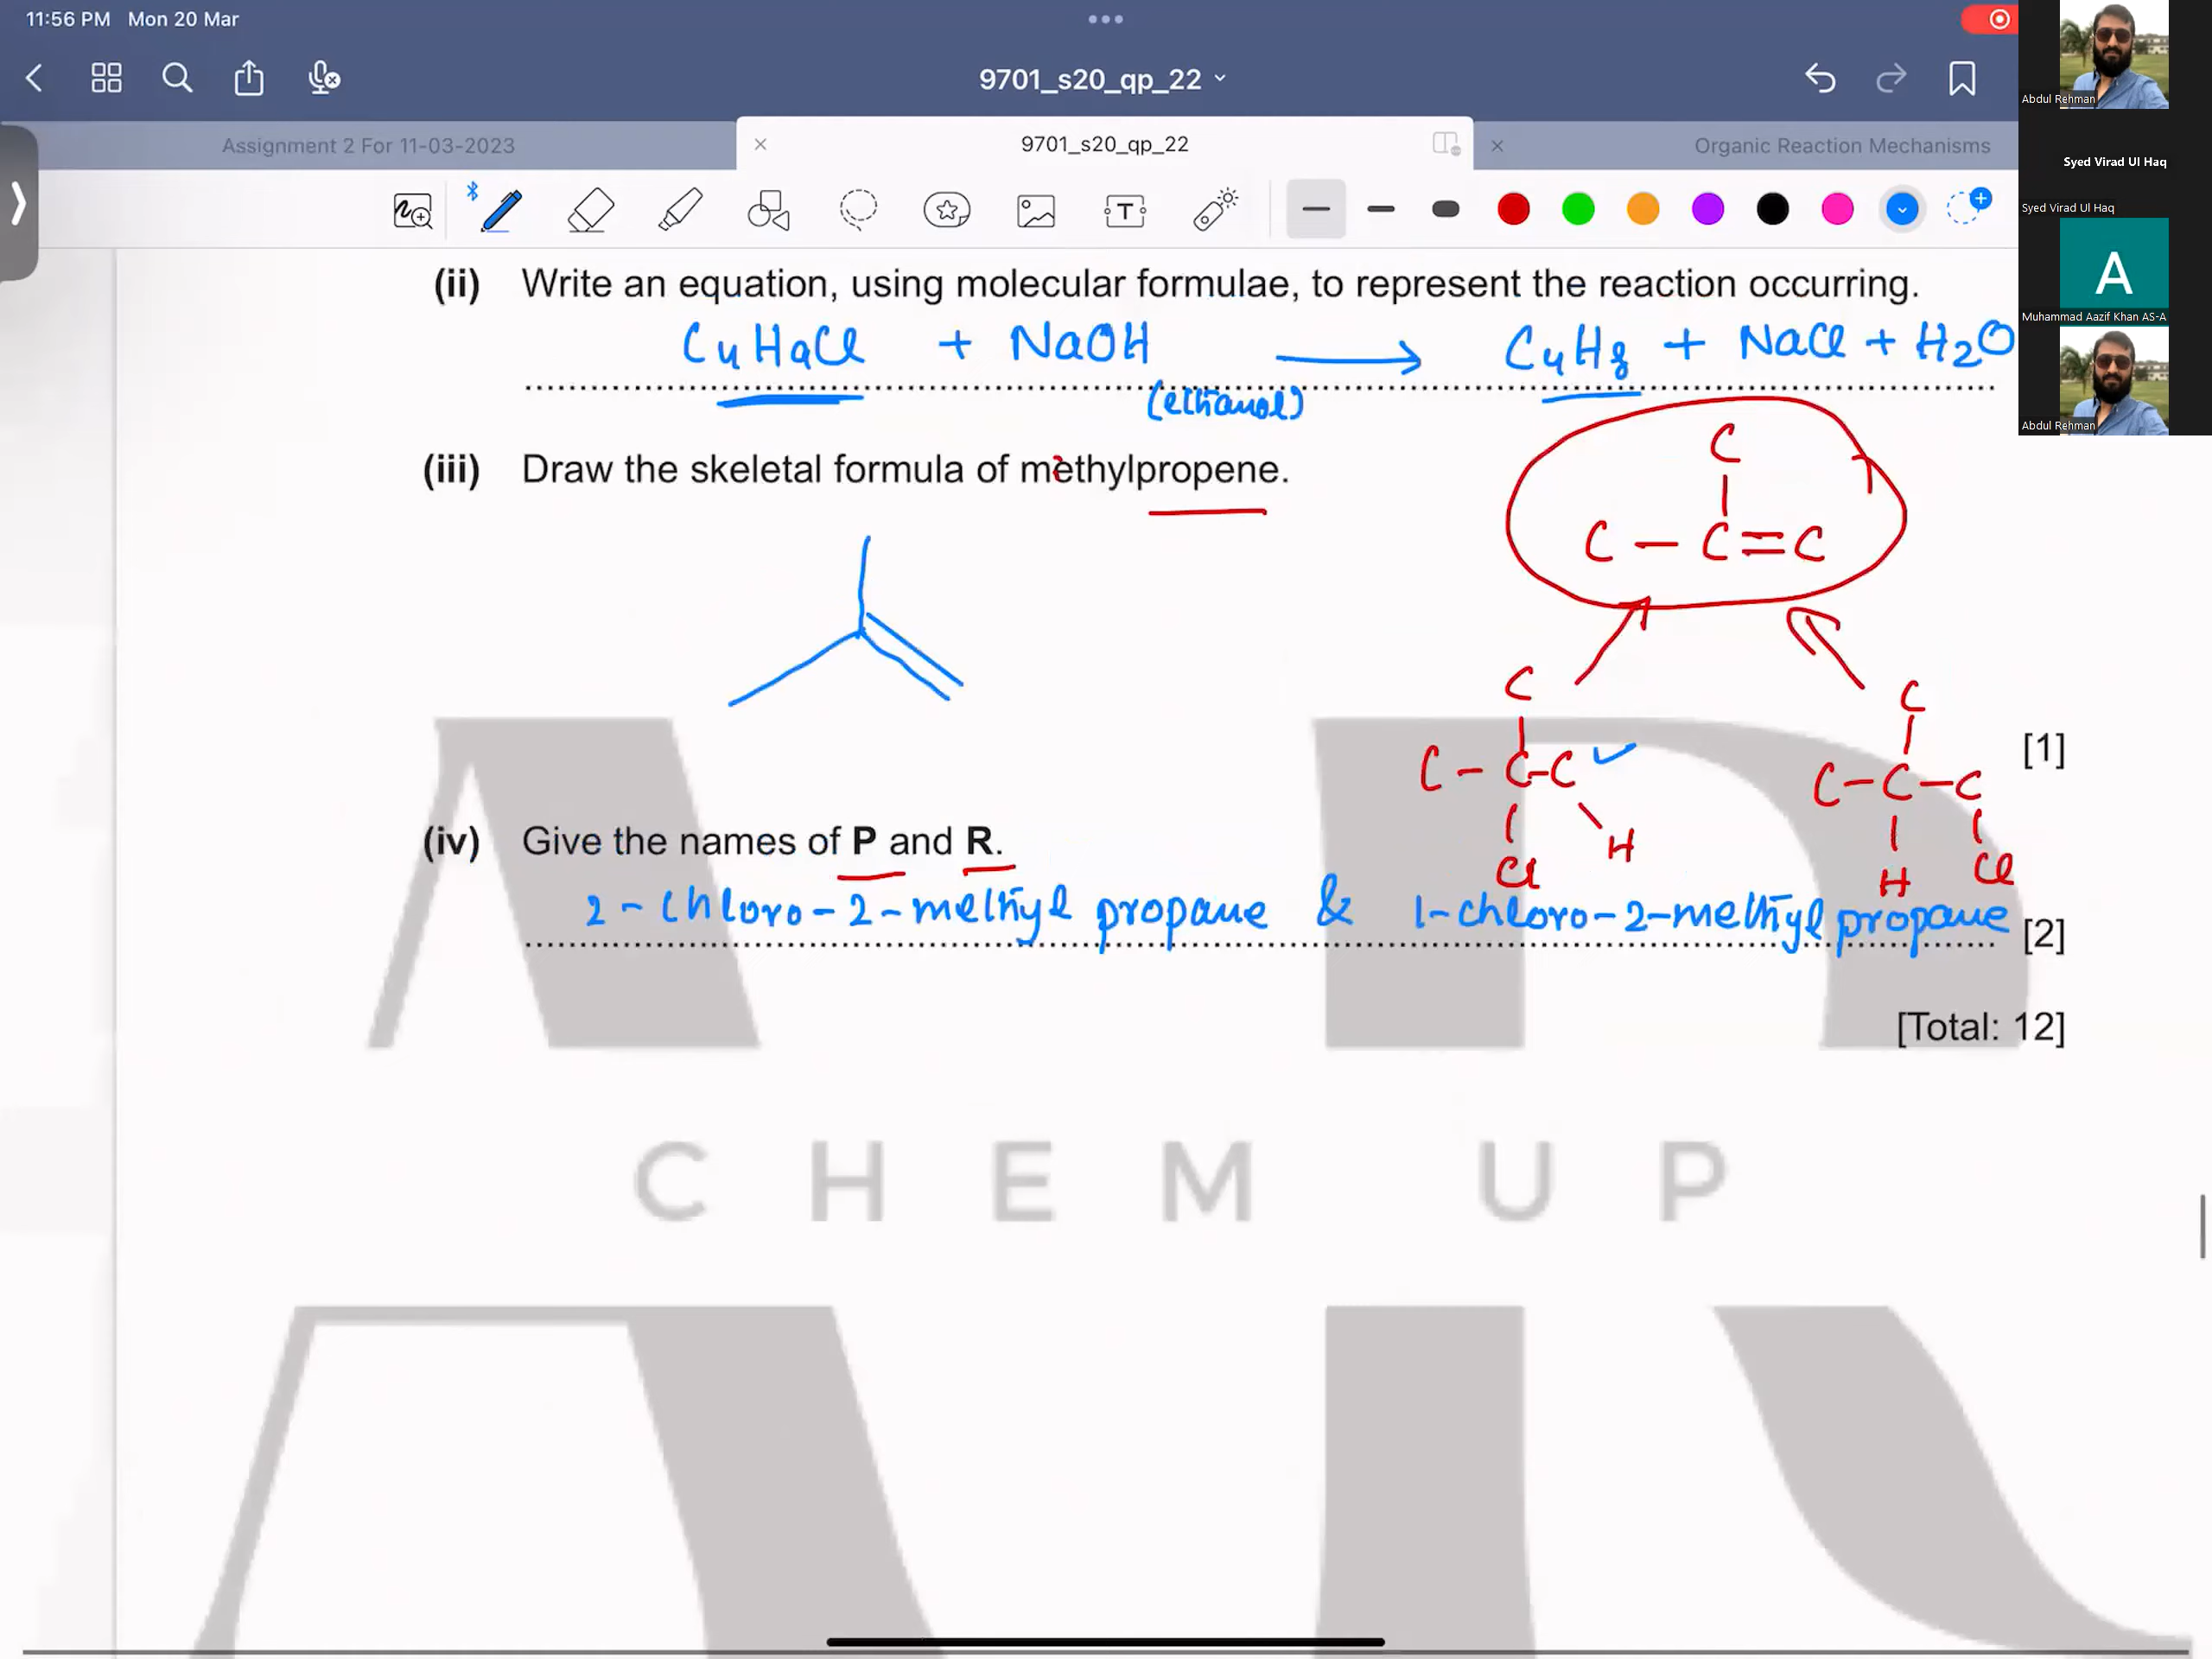 11:56 PM Mon 20 Mar
9701_s20_qp_22
Assignment 2 For 11-03-2023
9701_s20_qp_22
Organic Reaction Mechanisms
T
Abdul Rehman
Syed Virad Ul Haq
Syed Virad Ul Haq
A
Muhammad Aazif Khan AS-A
Abdul Rehman
(ii) Write an equation, using molecular formulae, to represent the reaction occurring.
C4H9Cl + NaOH → C4H8 + NaCl + H2O
(ethanol)
(iii) Draw the skeletal formula of methylpropene.
C
C – C = C
C
C – C – C
Cl H
C
C – C – C
H Cl
[1]
(iv) Give the names of P and R.
2-chloro-2-methyl propane & 1-chloro-2-methyl propane [2]
[Total: 12]
AR
CHEM UP
AR